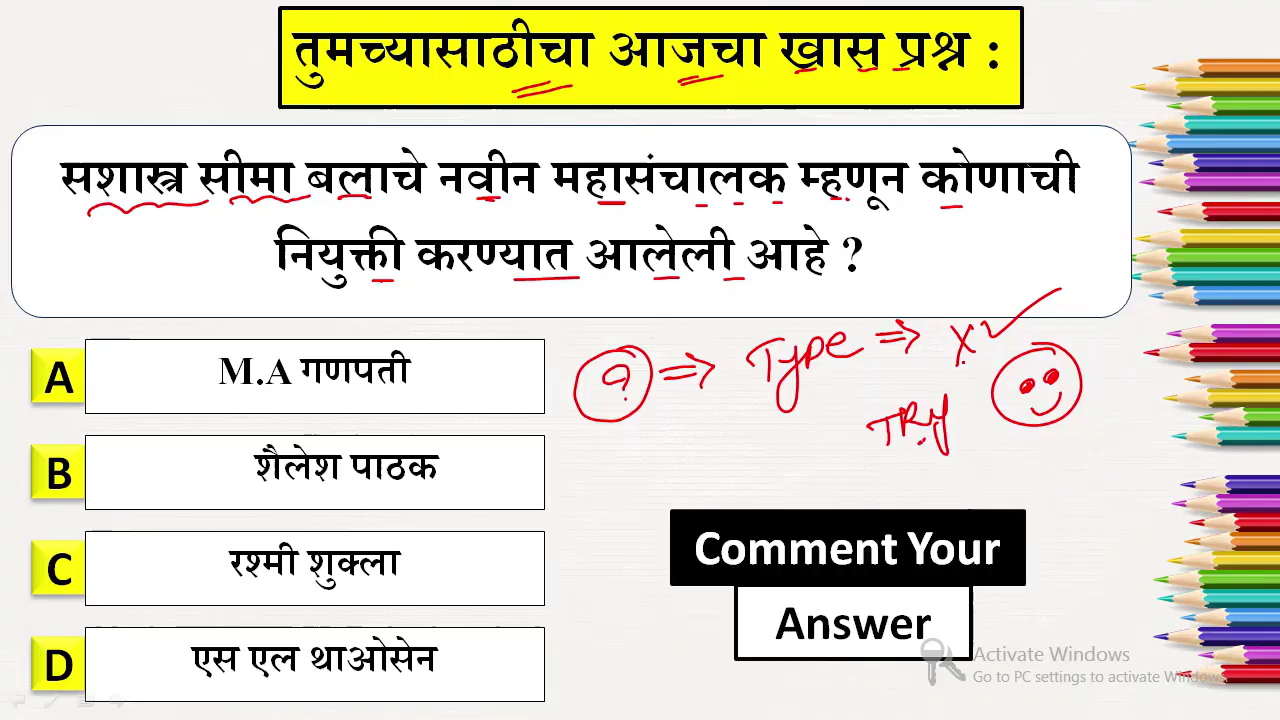 तुमच्यासाठीचा आजचा खास प्रश्न :
सशास्त्र सीमा बलाचे नवीन महासंचालक म्हणून कोणाची
नियुक्ती करण्यात आलेली आहे ?
A M.A गणपती
B शैलेश पाठक
C रश्मी शुक्ला
D एस एल थाओसेन
? ⇒ Type ⇒ X ✓
TRY
Comment Your
Answer
Activate Windows
Go to PC settings to activate Windows.